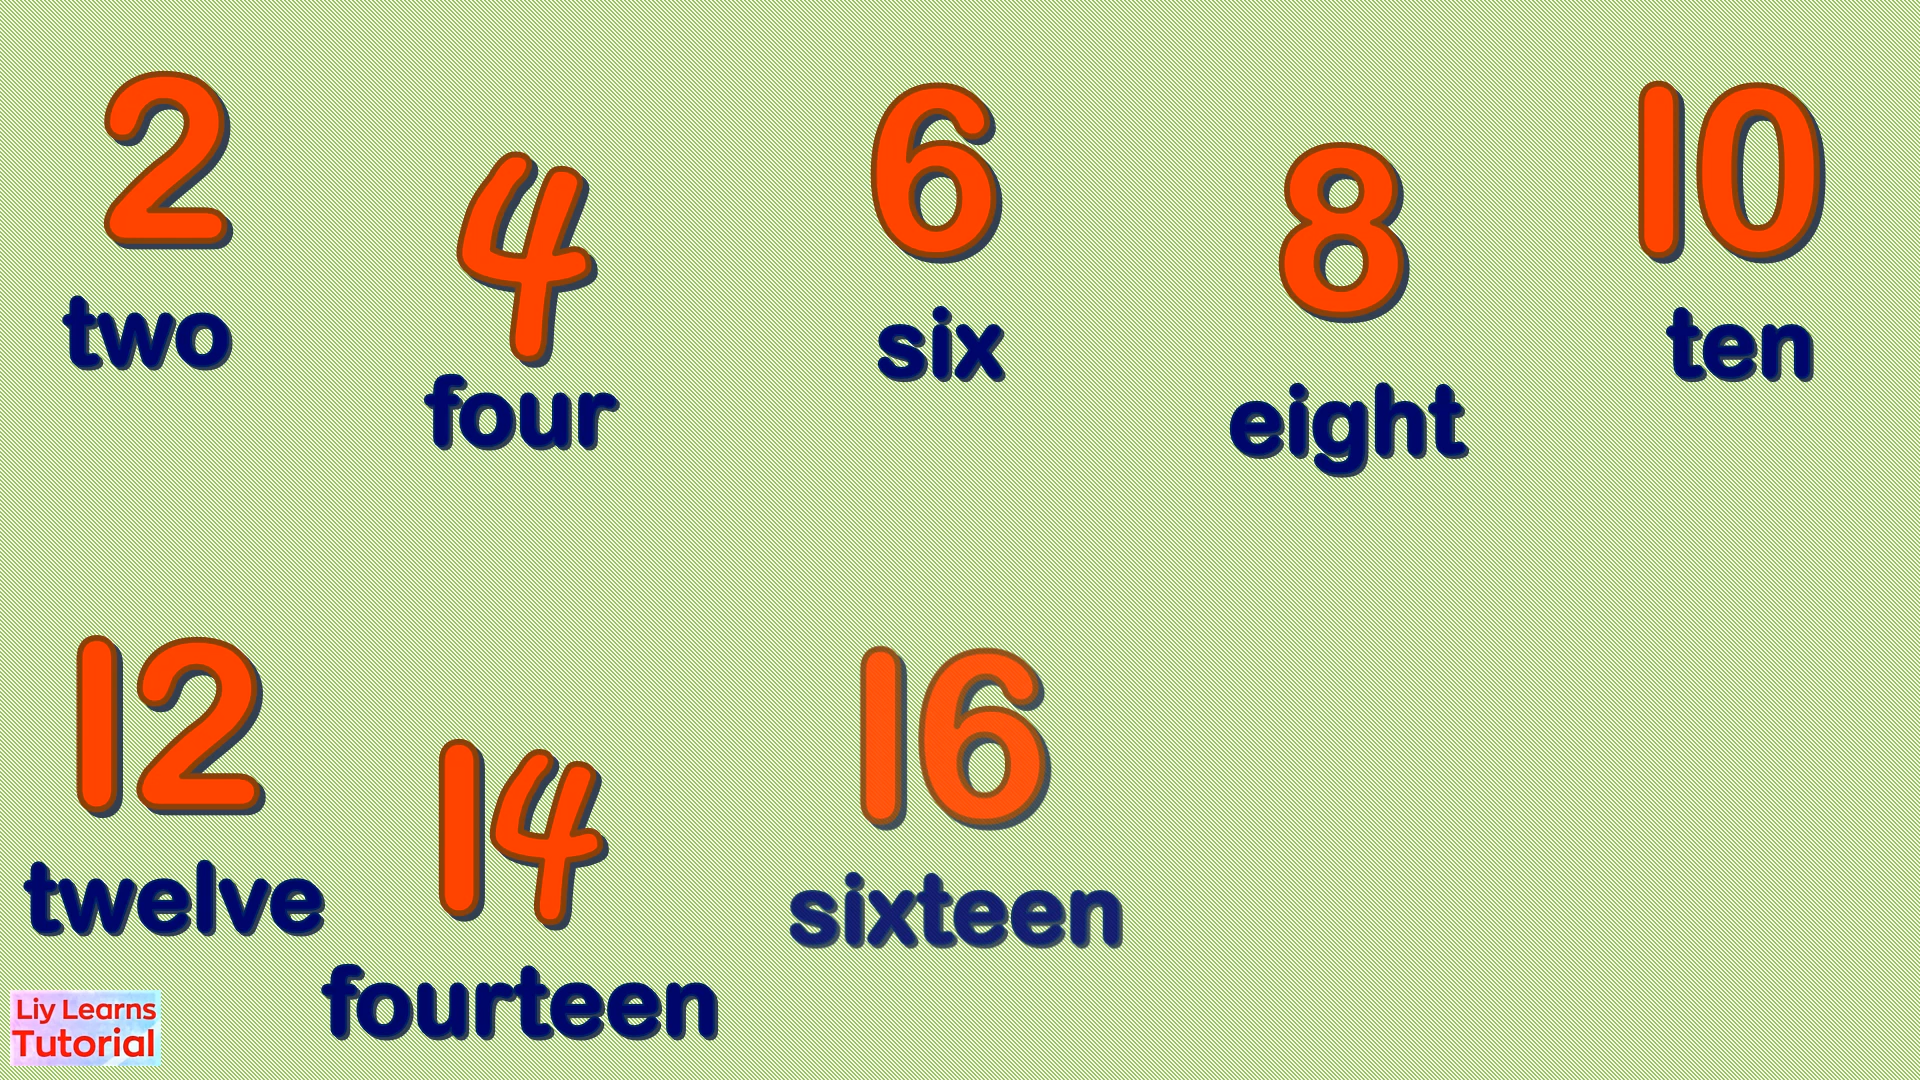 2
two
4
four
6
six
8
eight
10
ten
12
twelve
14
fourteen
16
sixteen
Liy Learns
Tutorial